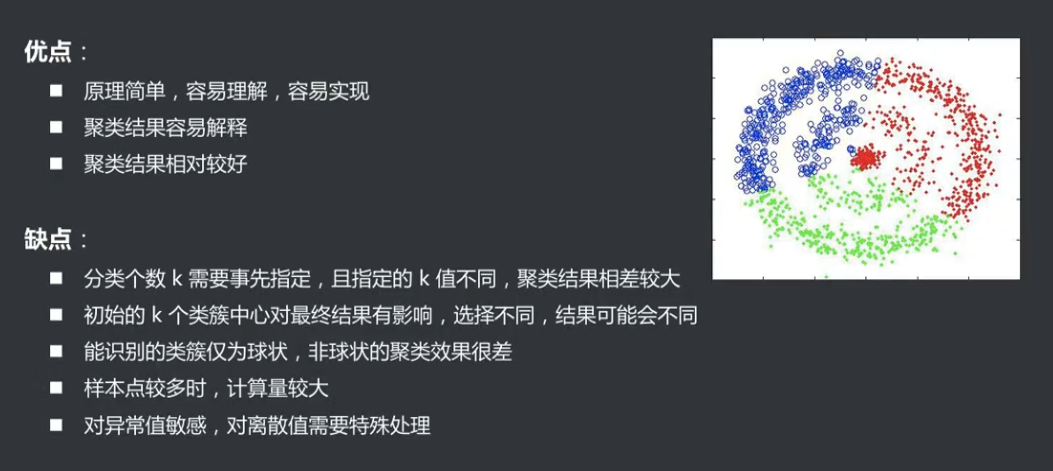 优点：
■ 原理简单，容易理解，容易实现
■ 聚类结果容易解释
■ 聚类结果相对较好
缺点：
■ 分类个数 k 需要事先指定，且指定的 k 值不同，聚类结果相差较大
■ 初始的 k 个类簇中心对最终结果有影响，选择不同，结果可能会不同
■ 能识别的类簇仅为球状，非球状的聚类效果很差
■ 样本点较多时，计算量较大
■ 对异常值敏感，对离散值需要特殊处理